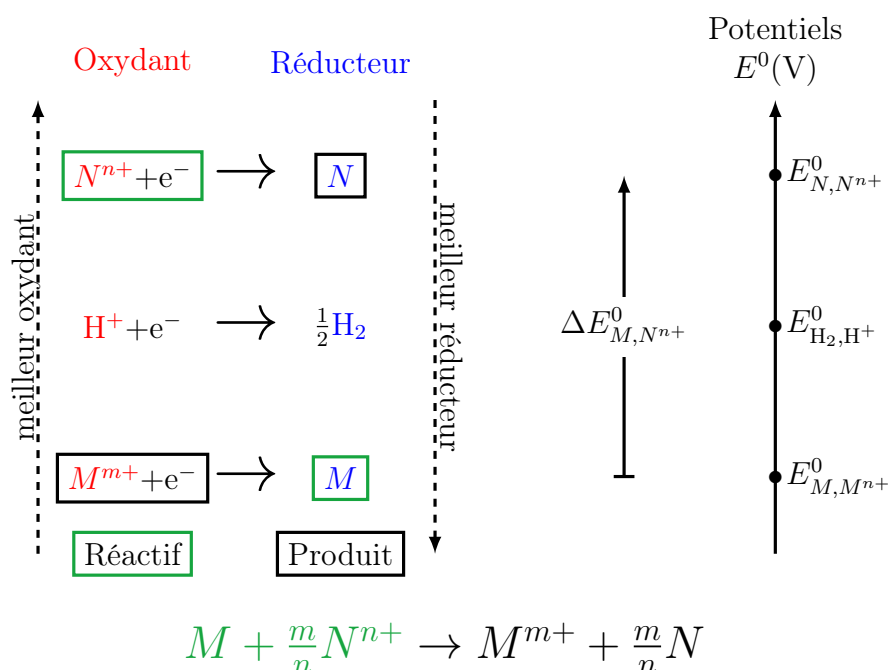 Oxydant Réducteur
Potentiels
E⁰(V)
meilleur oxydant
meilleur réducteur
Nⁿ⁺+e⁻ → N
E⁰_{N,Nⁿ⁺}
H⁺+e⁻ → ½H₂
ΔE⁰_{M,Nⁿ⁺}
E⁰_{H₂,H⁺}
Mᵐ⁺+e⁻ → M
E⁰_{M,Mⁿ⁺}
Réactif Produit
M + m/n Nⁿ⁺ → Mᵐ⁺ + m/n N